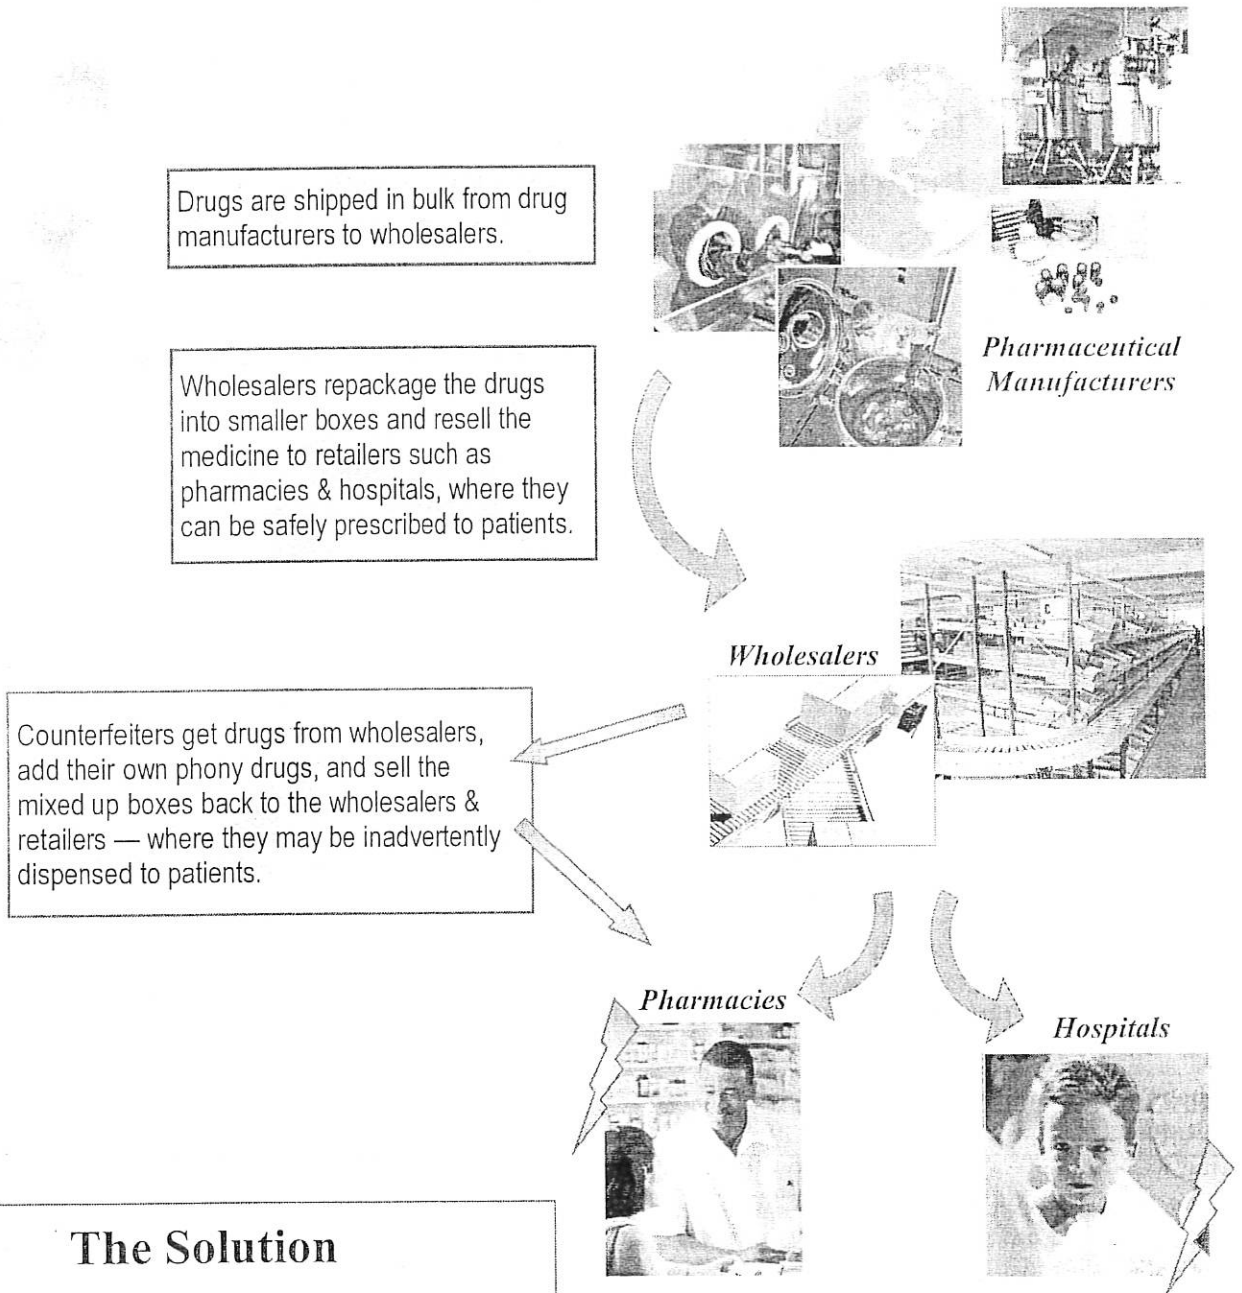 Drugs are shipped in bulk from drug
manufacturers to wholesalers.
Pharmaceutical
Manufacturers
Wholesalers repackage the drugs
into smaller boxes and resell the
medicine to retailers such as
pharmacies & hospitals, where they
can be safely prescribed to patients.
Wholesalers
Counterfeiters get drugs from wholesalers,
add their own phony drugs, and sell the
mixed up boxes back to the wholesalers &
retailers — where they may be inadvertently
dispensed to patients.
Pharmacies
Hospitals
The Solution